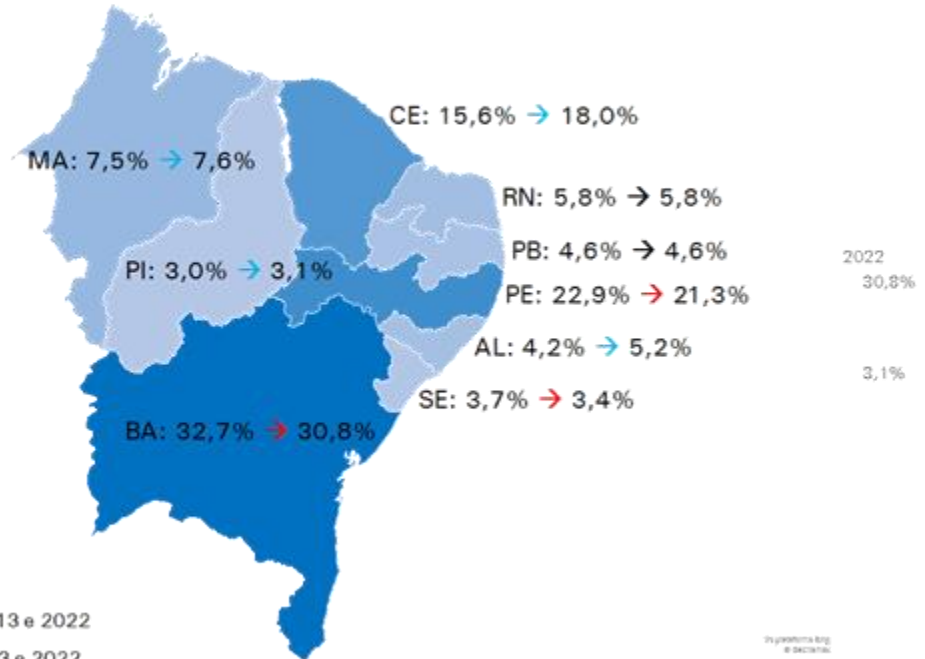 CE: 15,6% → 18,0%
MA: 7,5% → 7,6%
RN: 5,8% → 5,8%
PB: 4,6% → 4,6%
2022
PI: 3,0% → 3,1%
30,8%
PE: 22,9% → 21,3%
AL: 4,2% → 5,2%
3,1%
SE: 3,7% → 3,4%
BA: 32,7% → 30,8%
13 e 2022
3 e 2022